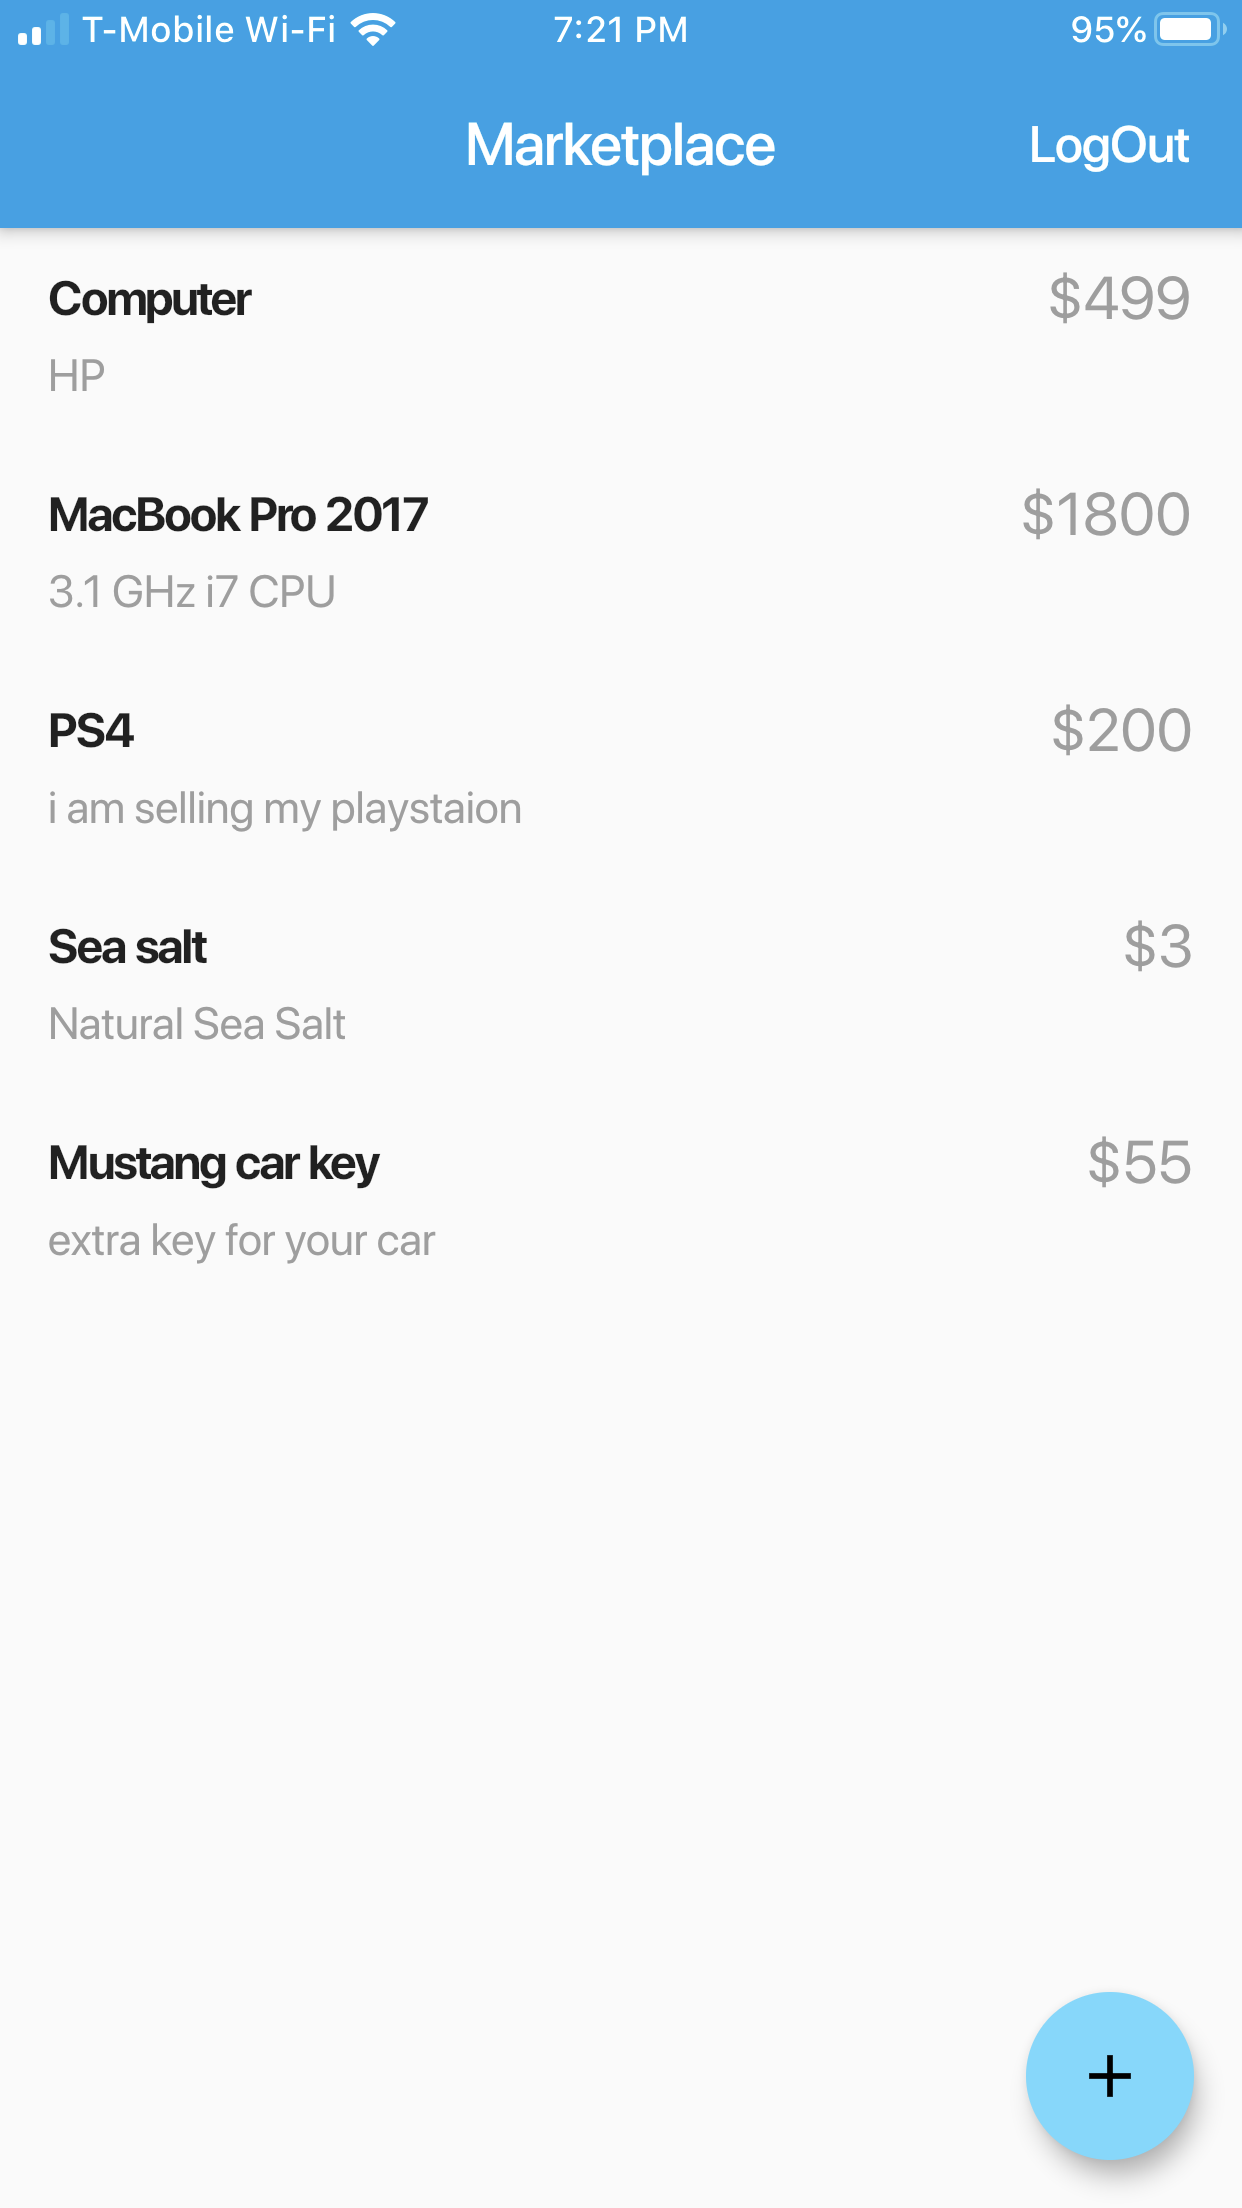 T-Mobile Wi-Fi 7:21 PM 95%
Marketplace LogOut
Computer $499
HP
MacBook Pro 2017 $1800
3.1 GHz i7 CPU
PS4 $200
i am selling my playstaion
Sea salt $3
Natural Sea Salt
Mustang car key $55
extra key for your car
+